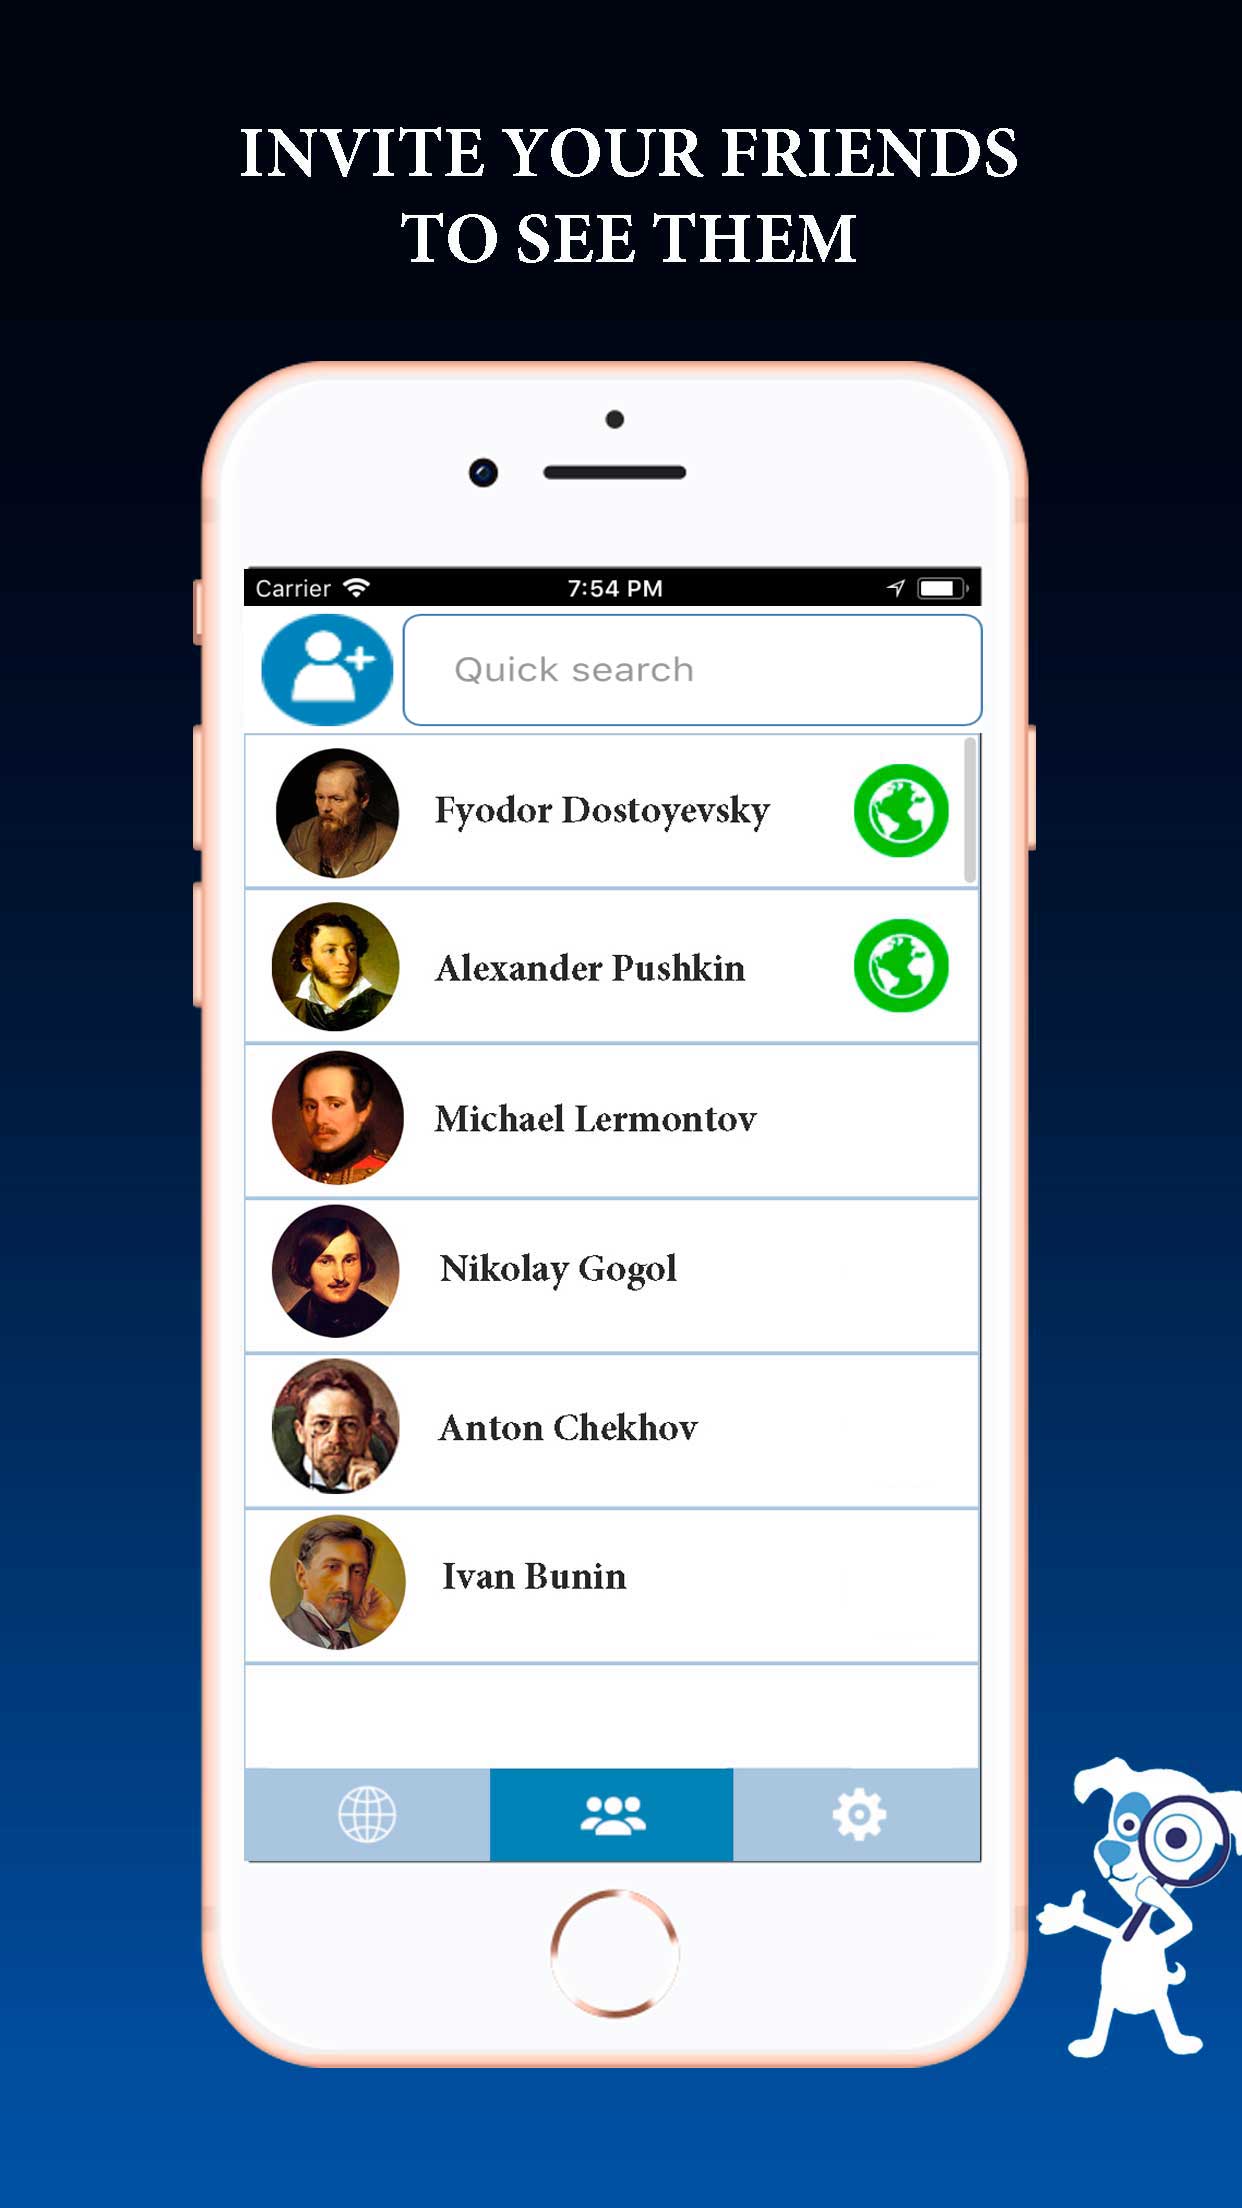 INVITE YOUR FRIENDS
TO SEE THEM
Carrier 7:54 PM
Quick search
Fyodor Dostoyevsky
Alexander Pushkin
Michael Lermontov
Nikolay Gogol
Anton Chekhov
Ivan Bunin